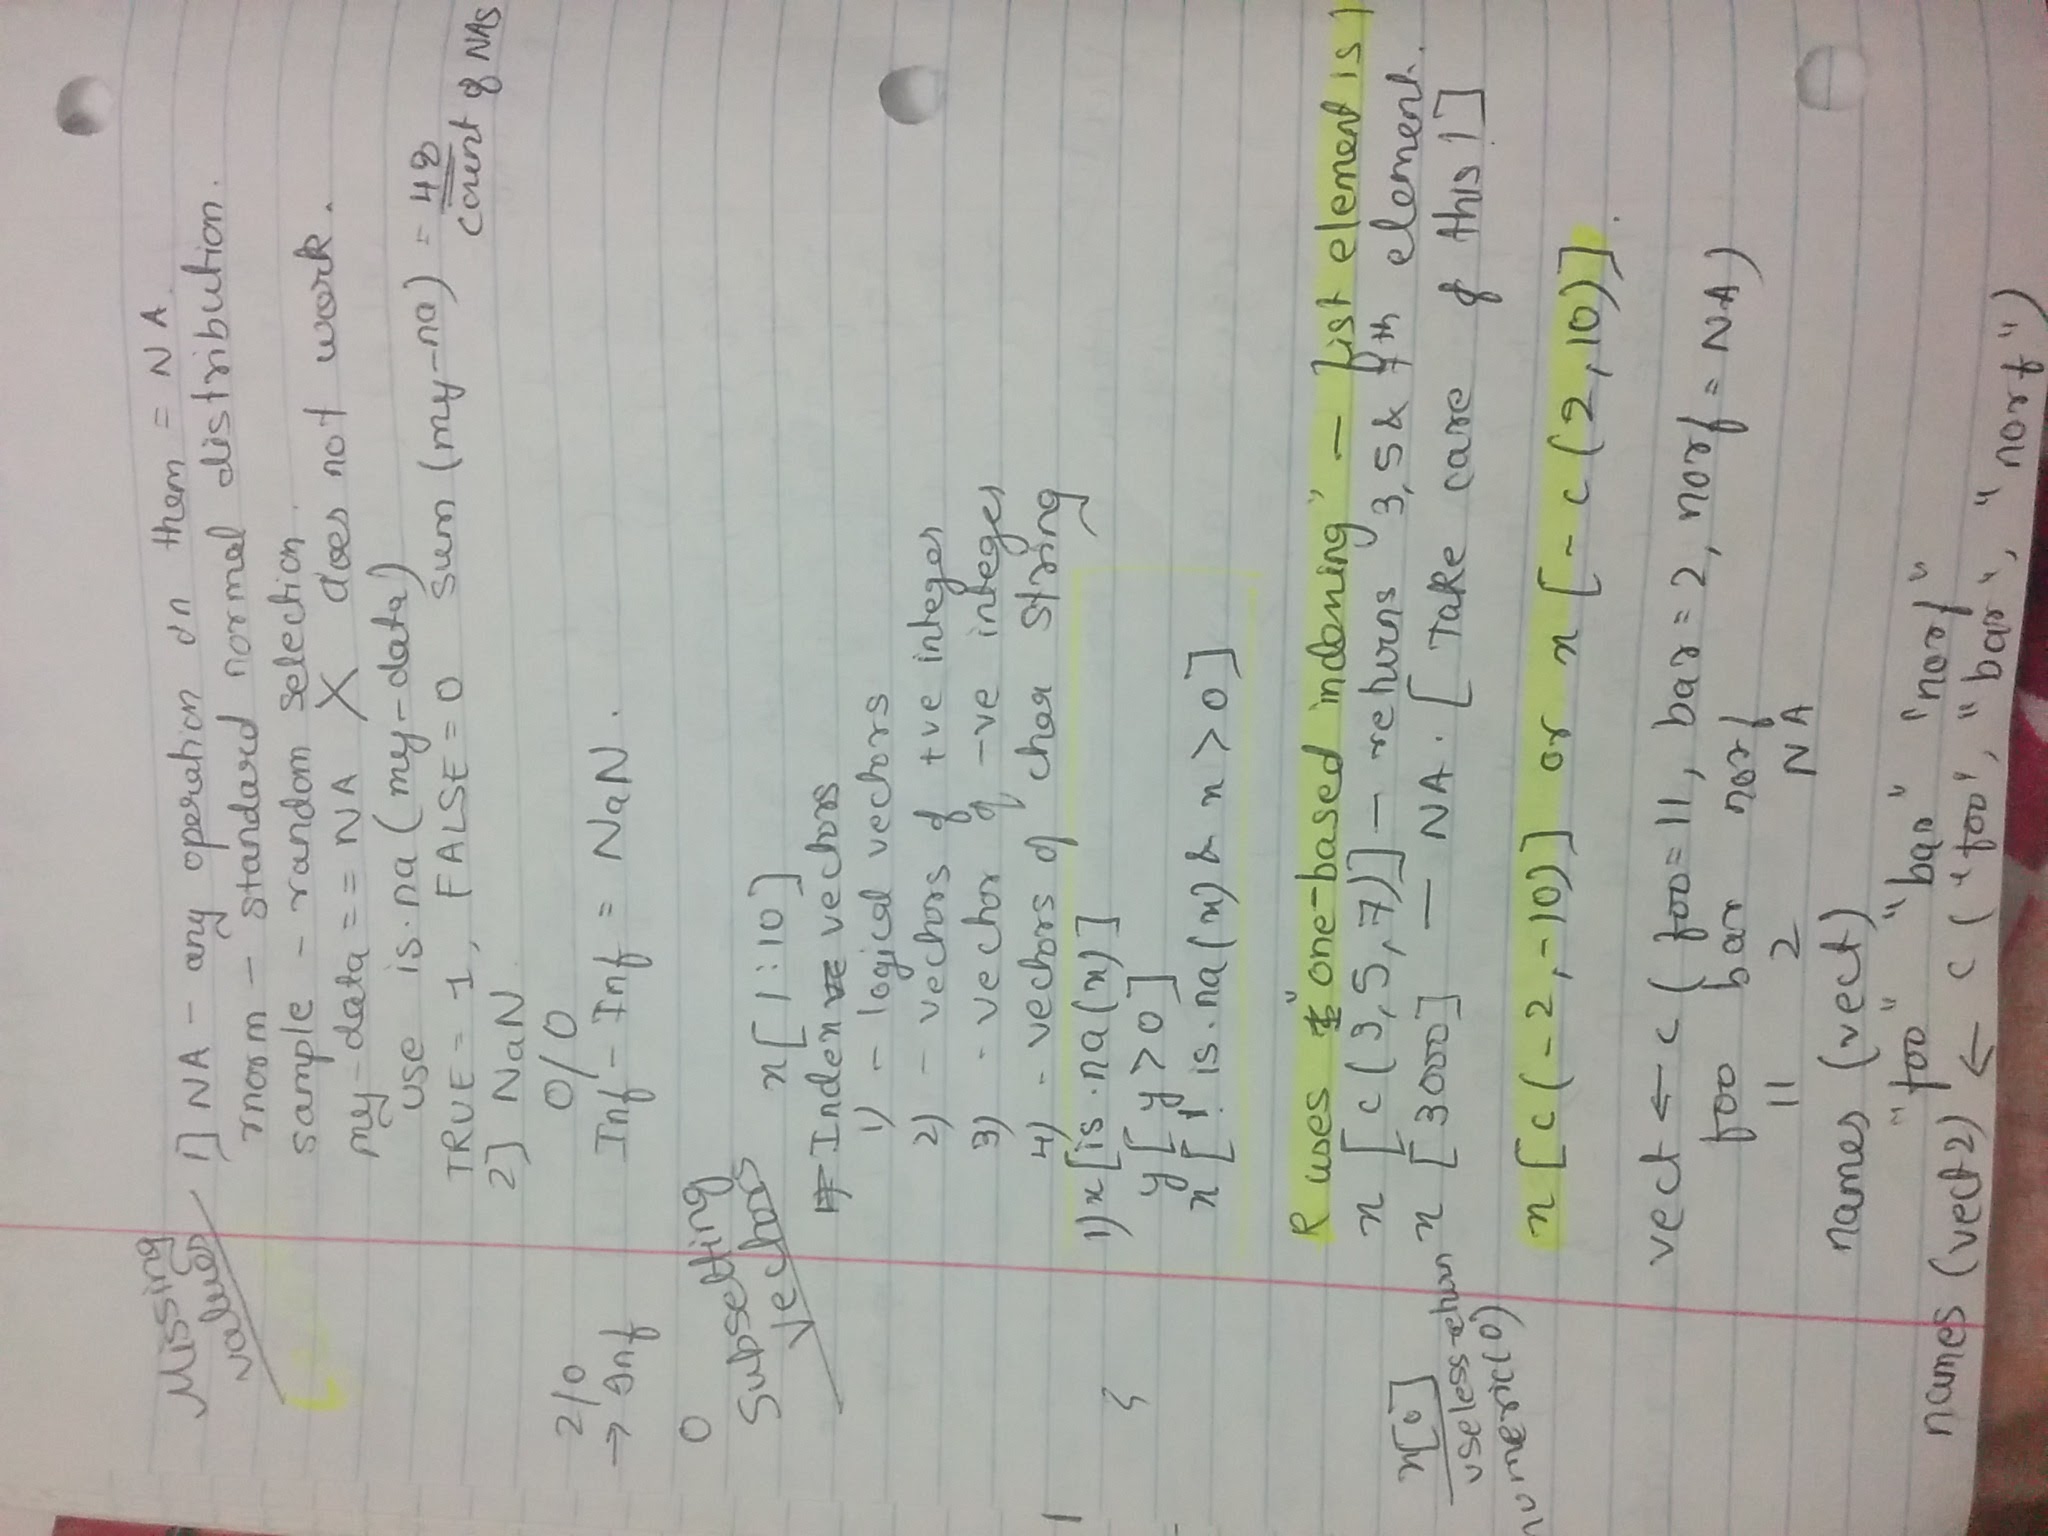 Missing values
1] NA - any operation on them = NA.
rnorm - standard normal distribution.
sample - random selection.
my-data == NA X does not work.
use is.na(my-data)
TRUE = 1, FALSE = 0 sum(my-na) = 48
count of NAs
2] NaN
0/0
2/0
→ Inf
Inf - Inf = NaN.
0
Subsetting Vectors
x[1:10]
Index vectors
1) - logical vectors
2) - vectors of +ve integer
3) - vector of -ve integer
4) - vectors of char string
1) x[is.na(x)]
y[y>0]
x[!is.na(x) & x>0]
R uses "one-based indexing" - first element is 1
x[c(3,5,7)] - returns 3, 5 & 7th element.
x[0]
useless
numeric(0)
x[3000] - NA. [Take care of this!]
x[c(-2,-10)] or x[-c(2,10)].
vect ← c(foo=11, bar=2, norf=NA)
foo bar norf
11 2 NA
names(vect)
"foo" "bar" "norf"
names(vect2) ← c("foo", "bar", "norf")